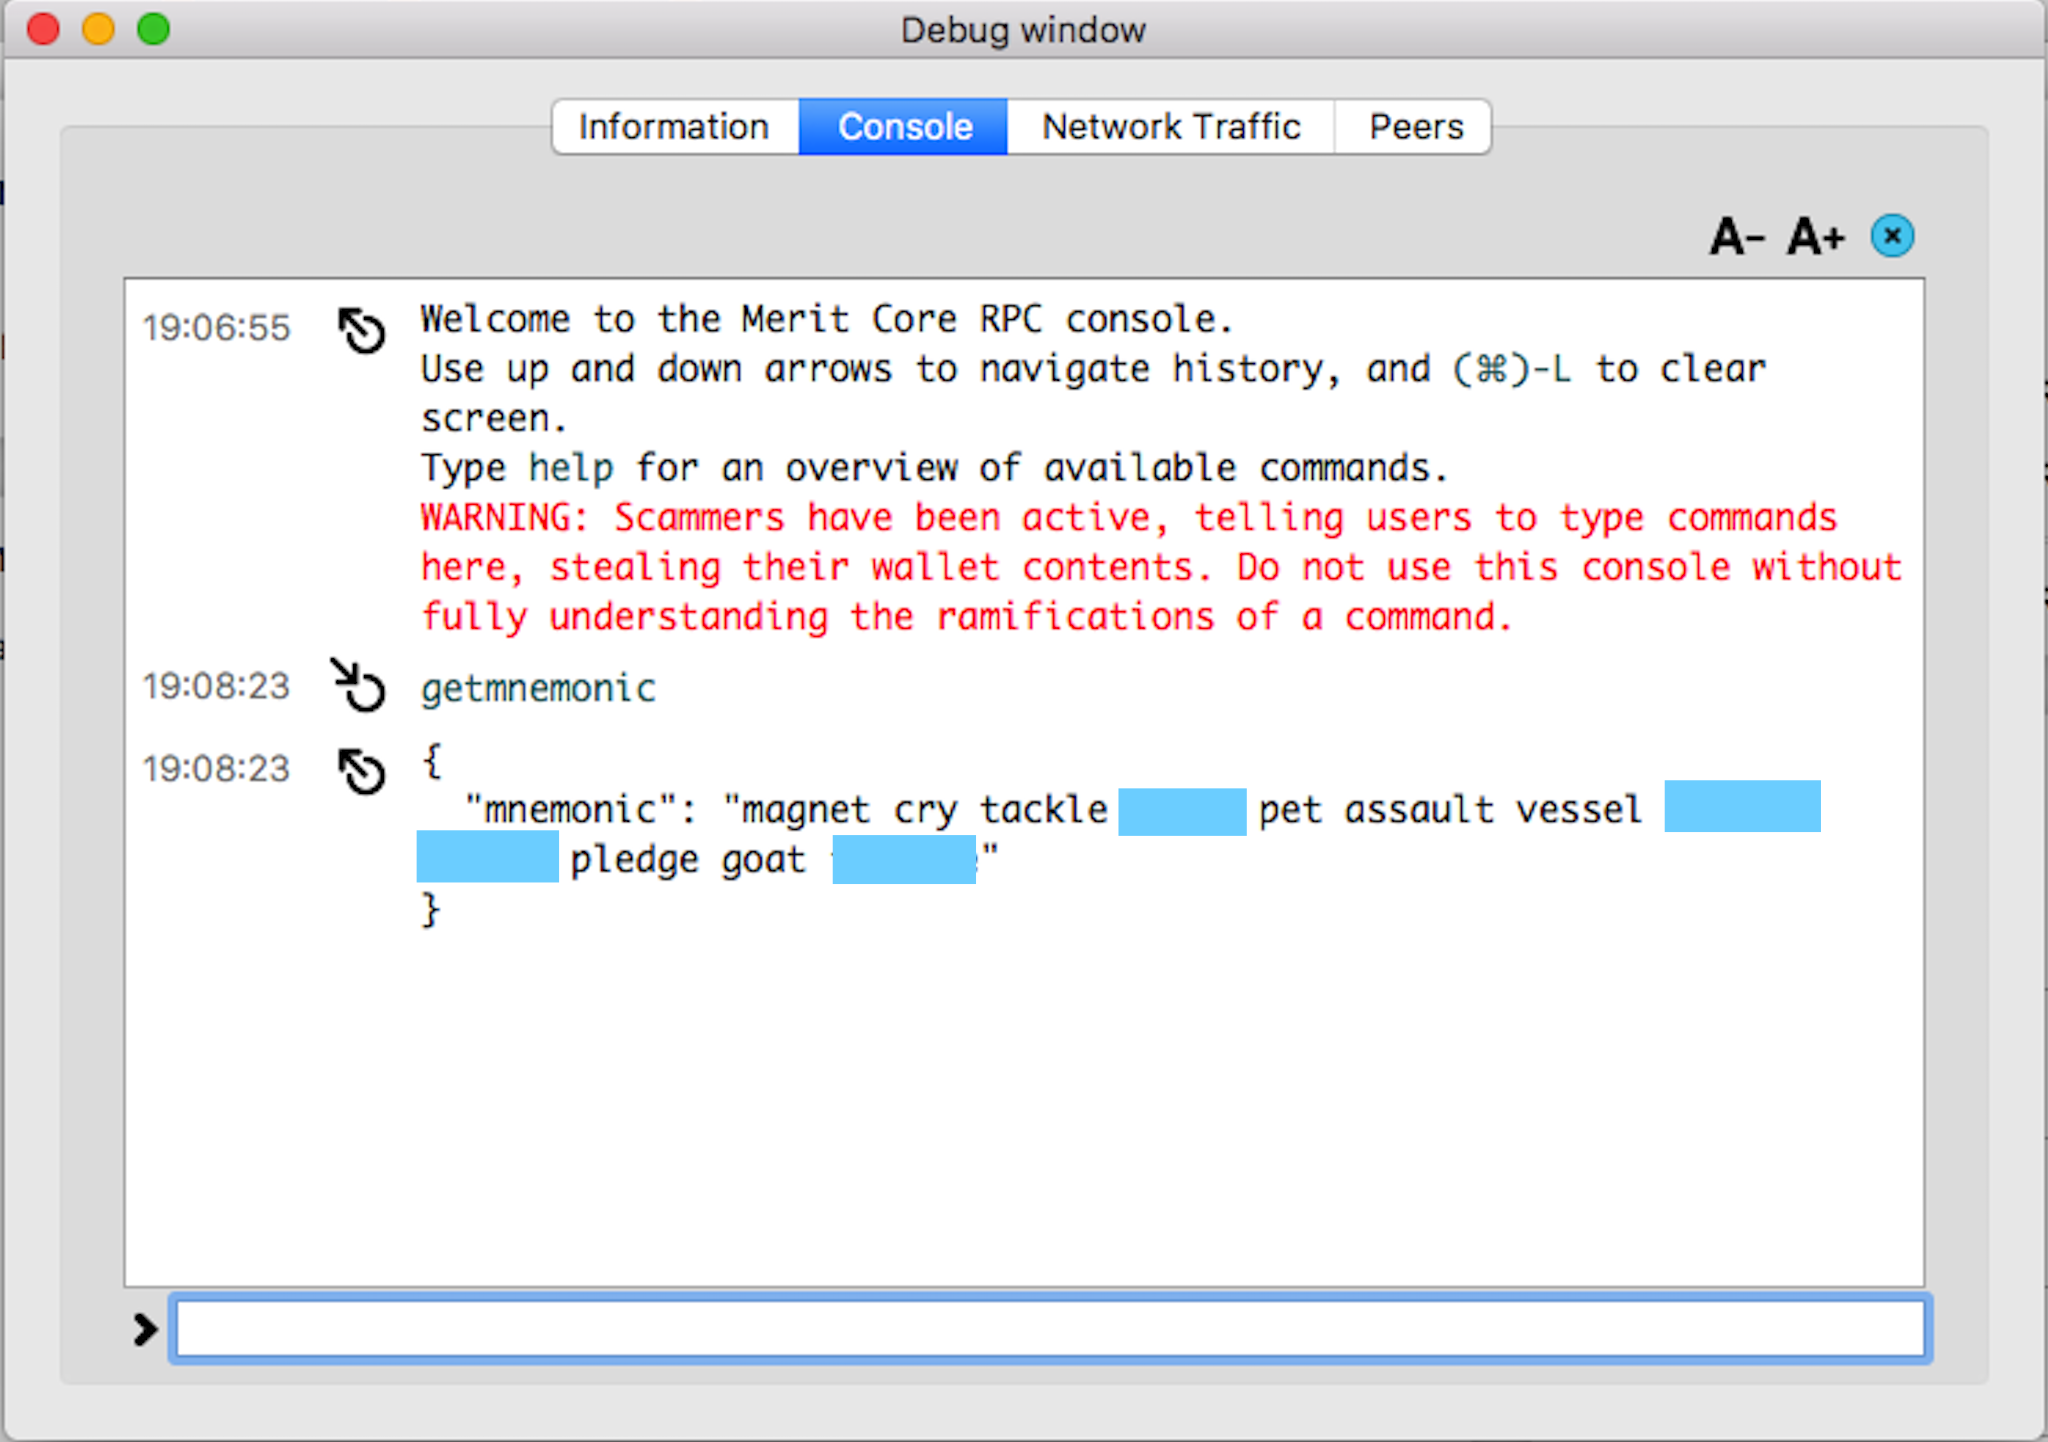 Debug window
Information Console Network Traffic Peers
A- A+
19:06:55 Welcome to the Merit Core RPC console.
Use up and down arrows to navigate history, and (⌘)-L to clear
screen.
Type help for an overview of available commands.
WARNING: Scammers have been active, telling users to type commands
here, stealing their wallet contents. Do not use this console without
fully understanding the ramifications of a command.
19:08:23 getmnemonic
19:08:23 {
"mnemonic": "magnet cry tackle pet assault vessel
pledge goat "
}